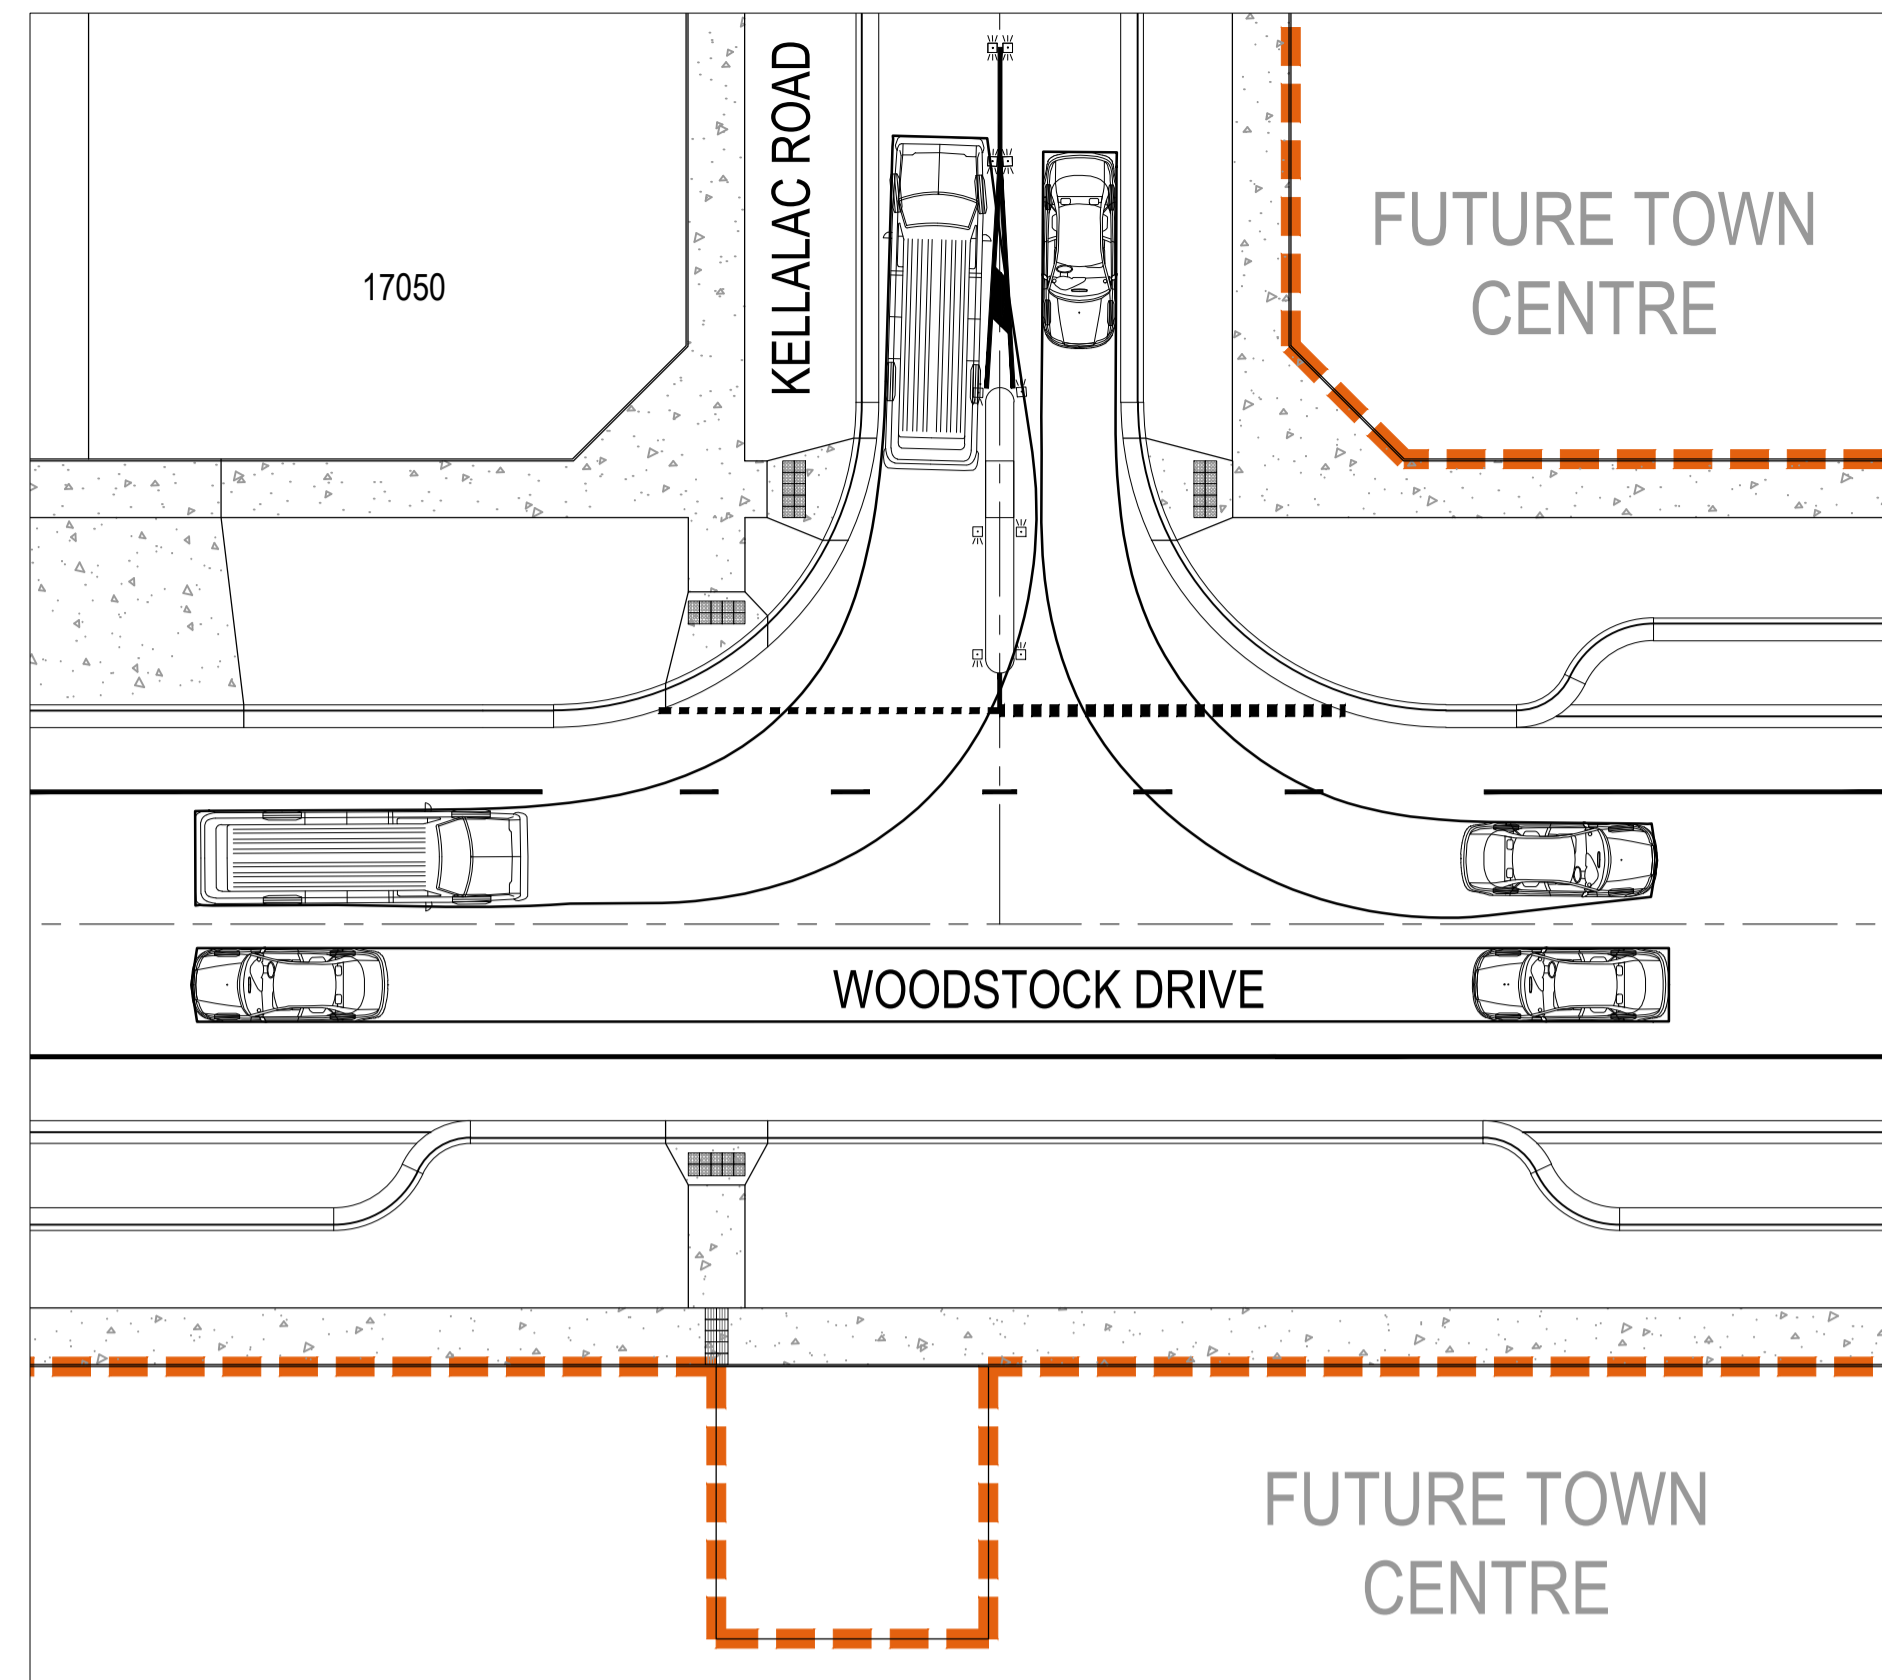 KELLALAC ROAD
FUTURE TOWN
CENTRE
17050
WOODSTOCK DRIVE
FUTURE TOWN
CENTRE